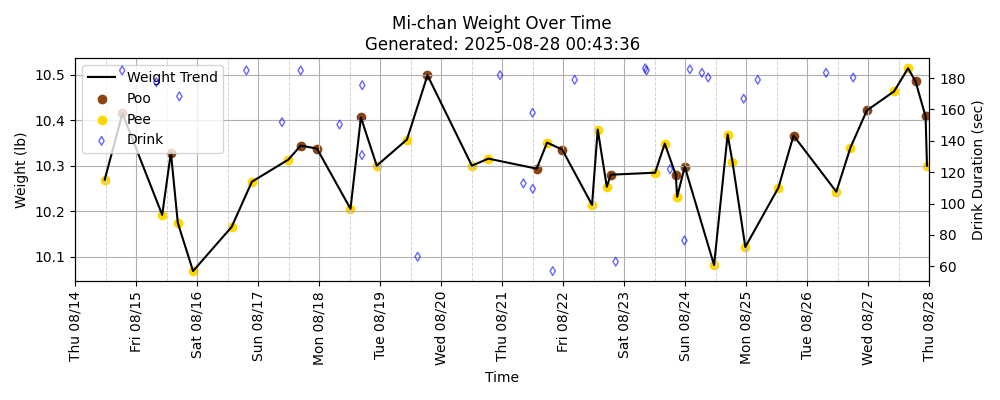 Mi-chan Weight Over Time
Generated: 2025-08-28 00:43:36
Weight (lb)
10.5
10.4
10.3
10.2
10.1
Weight Trend
Poo
Pee
Drink
180
160
140
120
100
80
60
Drink Duration (sec)
Thu 08/14
Fri 08/15
Sat 08/16
Sun 08/17
Mon 08/18
Tue 08/19
Wed 08/20
Thu 08/21
Fri 08/22
Sat 08/23
Sun 08/24
Mon 08/25
Tue 08/26
Wed 08/27
Thu 08/28
Time